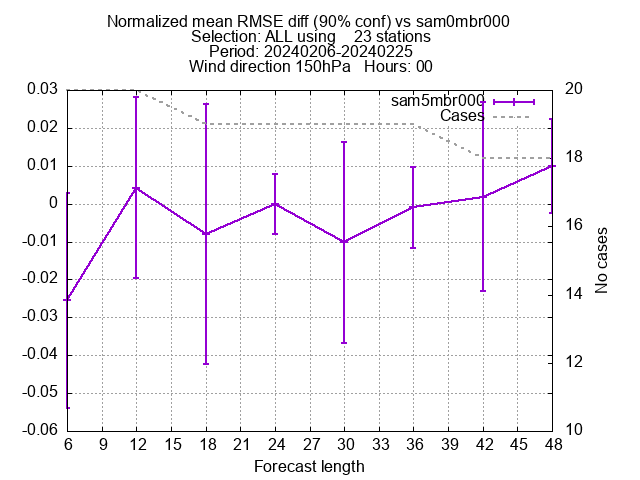 Normalized mean RMSE diff (90% conf) vs sam0mbr000
Selection: ALL using    23 stations
Period: 20240206-20240225
Wind direction 150hPa   Hours: 00
sam5mbr000
Cases
0.03
0.02
0.01
0
-0.01
-0.02
-0.03
-0.04
-0.05
-0.06
20
18
16
14
12
10
No cases
6 9 12 15 18 21 24 27 30 33 36 39 42 45 48
Forecast length